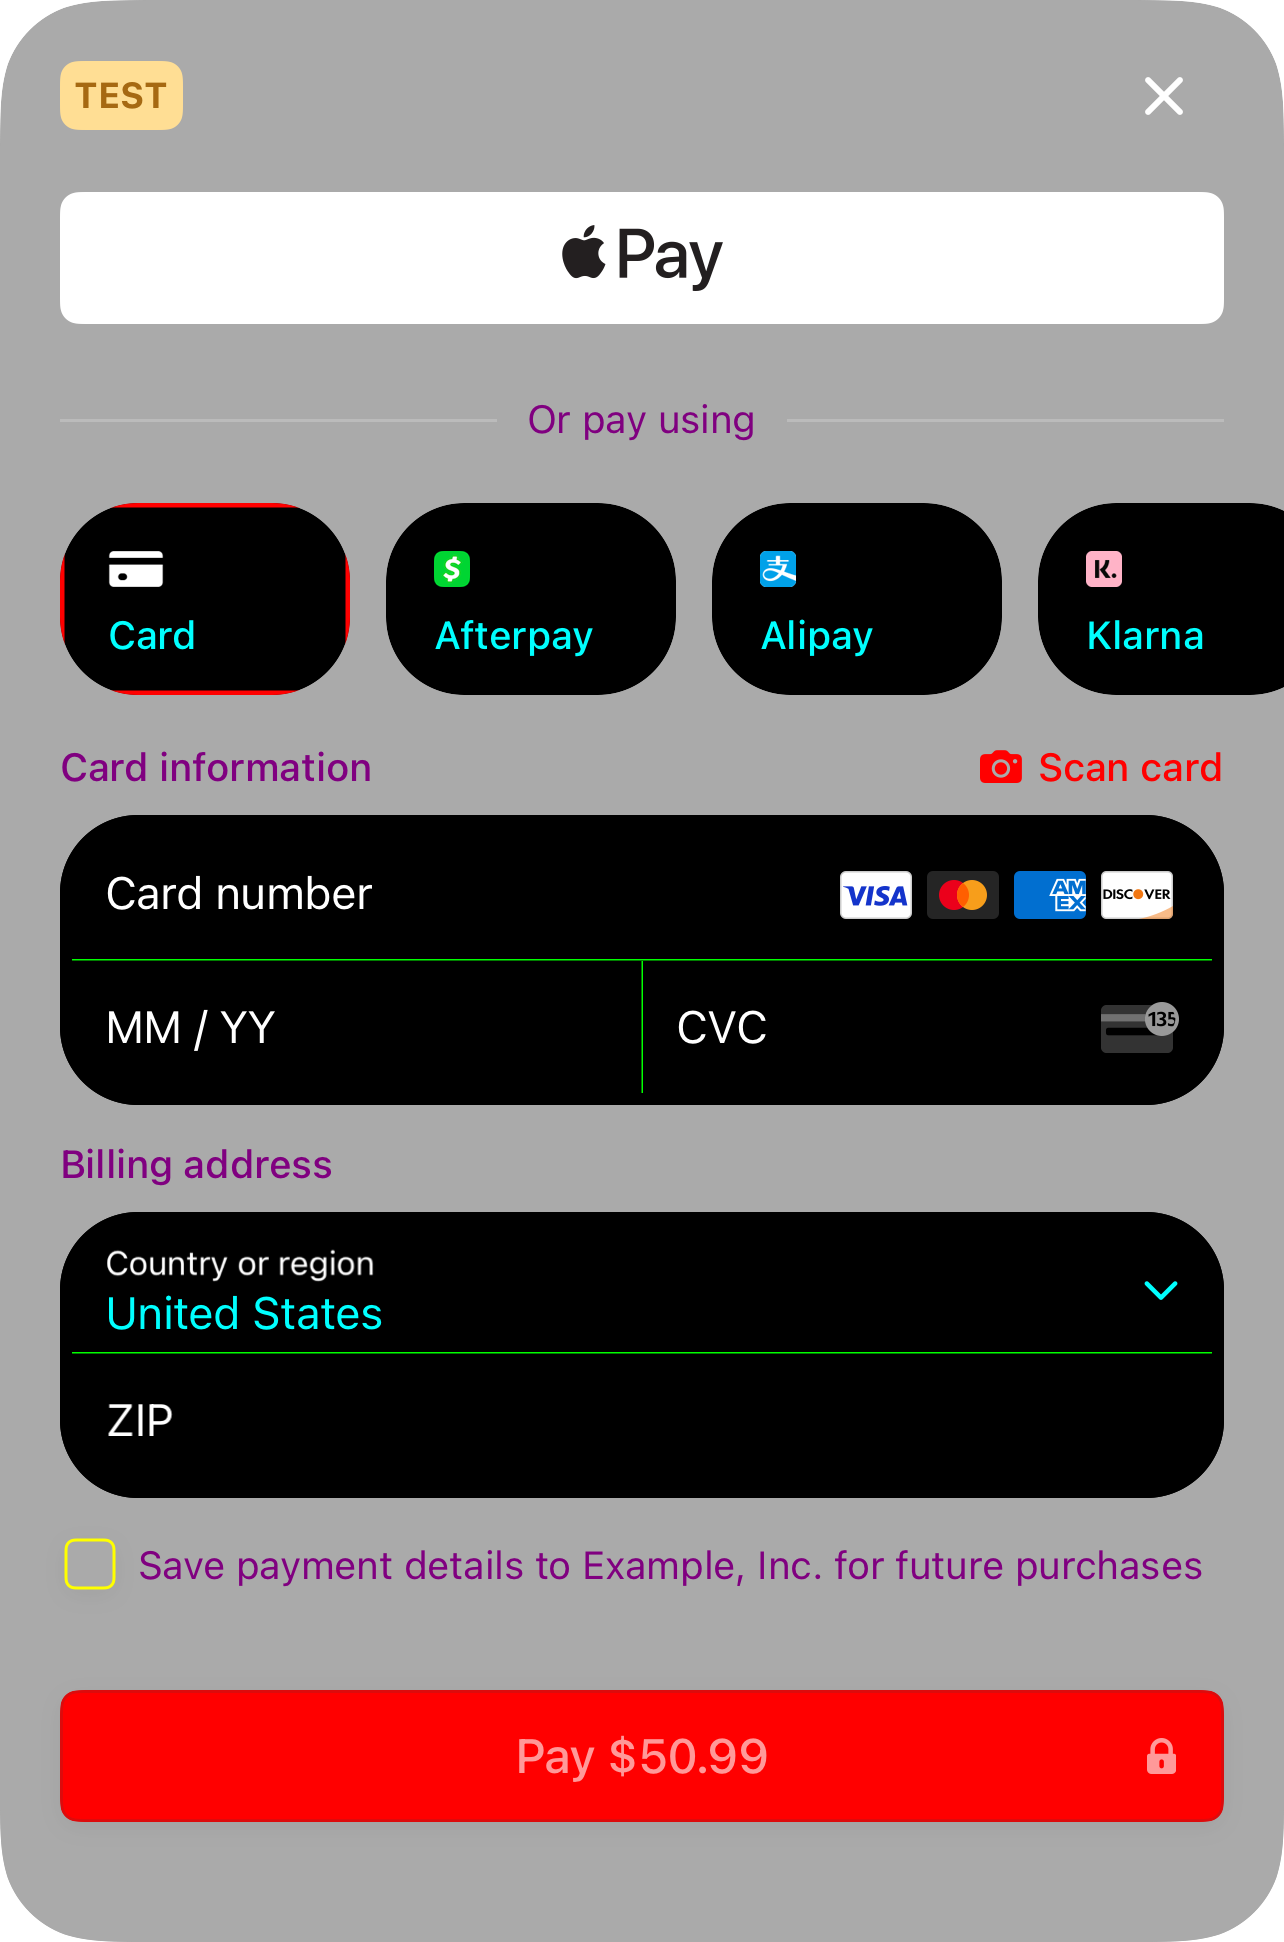 TEST
Pay
Or pay using
Card
Afterpay
Alipay
Klarna
Card information
Scan card
Card number
VISA
AM
EX
DISCOVER
MM / YY
CVC
135
Billing address
Country or region
United States
ZIP
Save payment details to Example, Inc. for future purchases
Pay $50.99